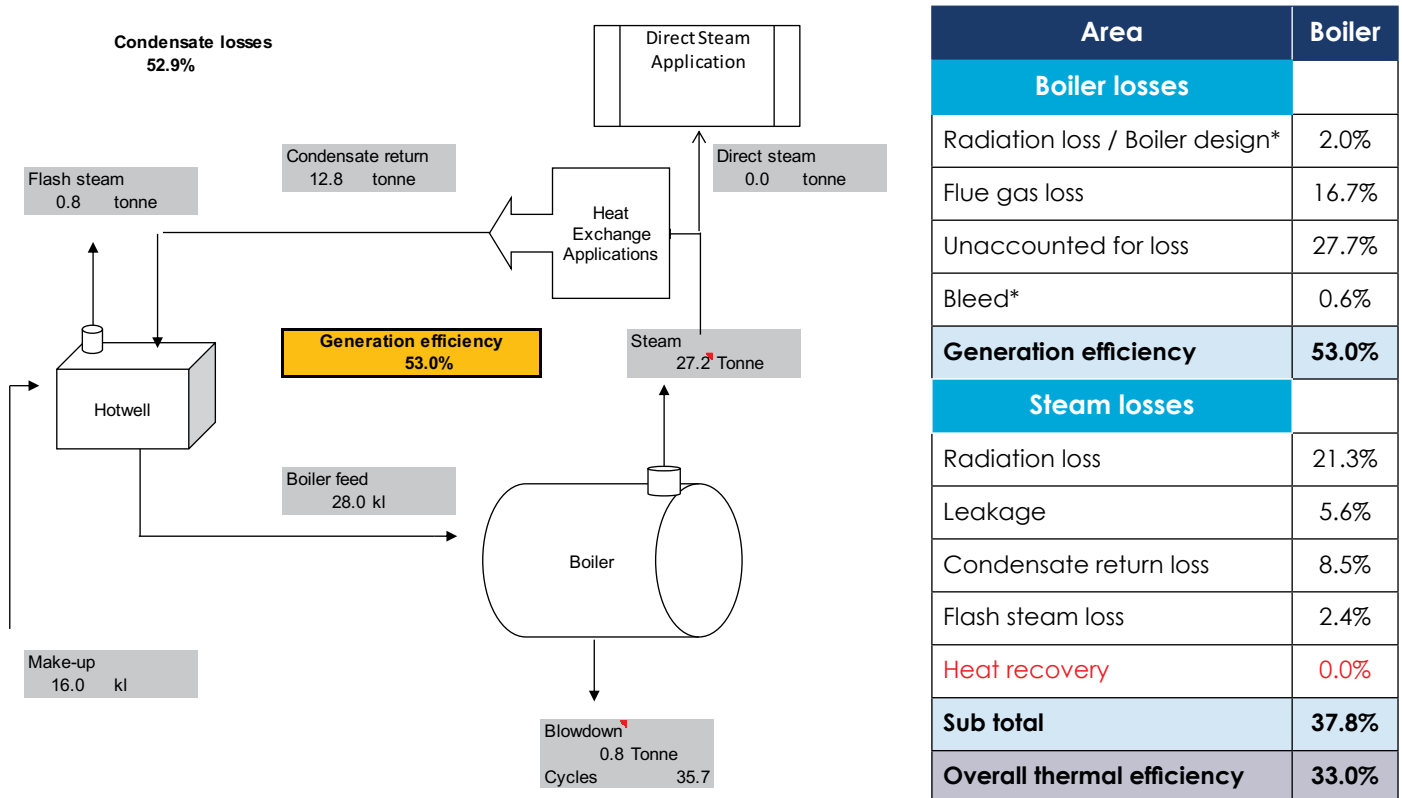 Condensate losses
52.9%
Direct Steam
Application
Condensate return
12.8 tonne
Direct steam
0.0 tonne
Flash steam
0.8 tonne
Heat
Exchange
Applications
Generation efficiency
53.0%
Steam
27.2 Tonne
Hotwell
Boiler feed
28.0 kl
Boiler
Make-up
16.0 kl
Blowdown
0.8 Tonne
Cycles 35.7
Area Boiler
Boiler losses
Radiation loss / Boiler design* 2.0%
Flue gas loss 16.7%
Unaccounted for loss 27.7%
Bleed* 0.6%
Generation efficiency 53.0%
Steam losses
Radiation loss 21.3%
Leakage 5.6%
Condensate return loss 8.5%
Flash steam loss 2.4%
Heat recovery 0.0%
Sub total 37.8%
Overall thermal efficiency 33.0%